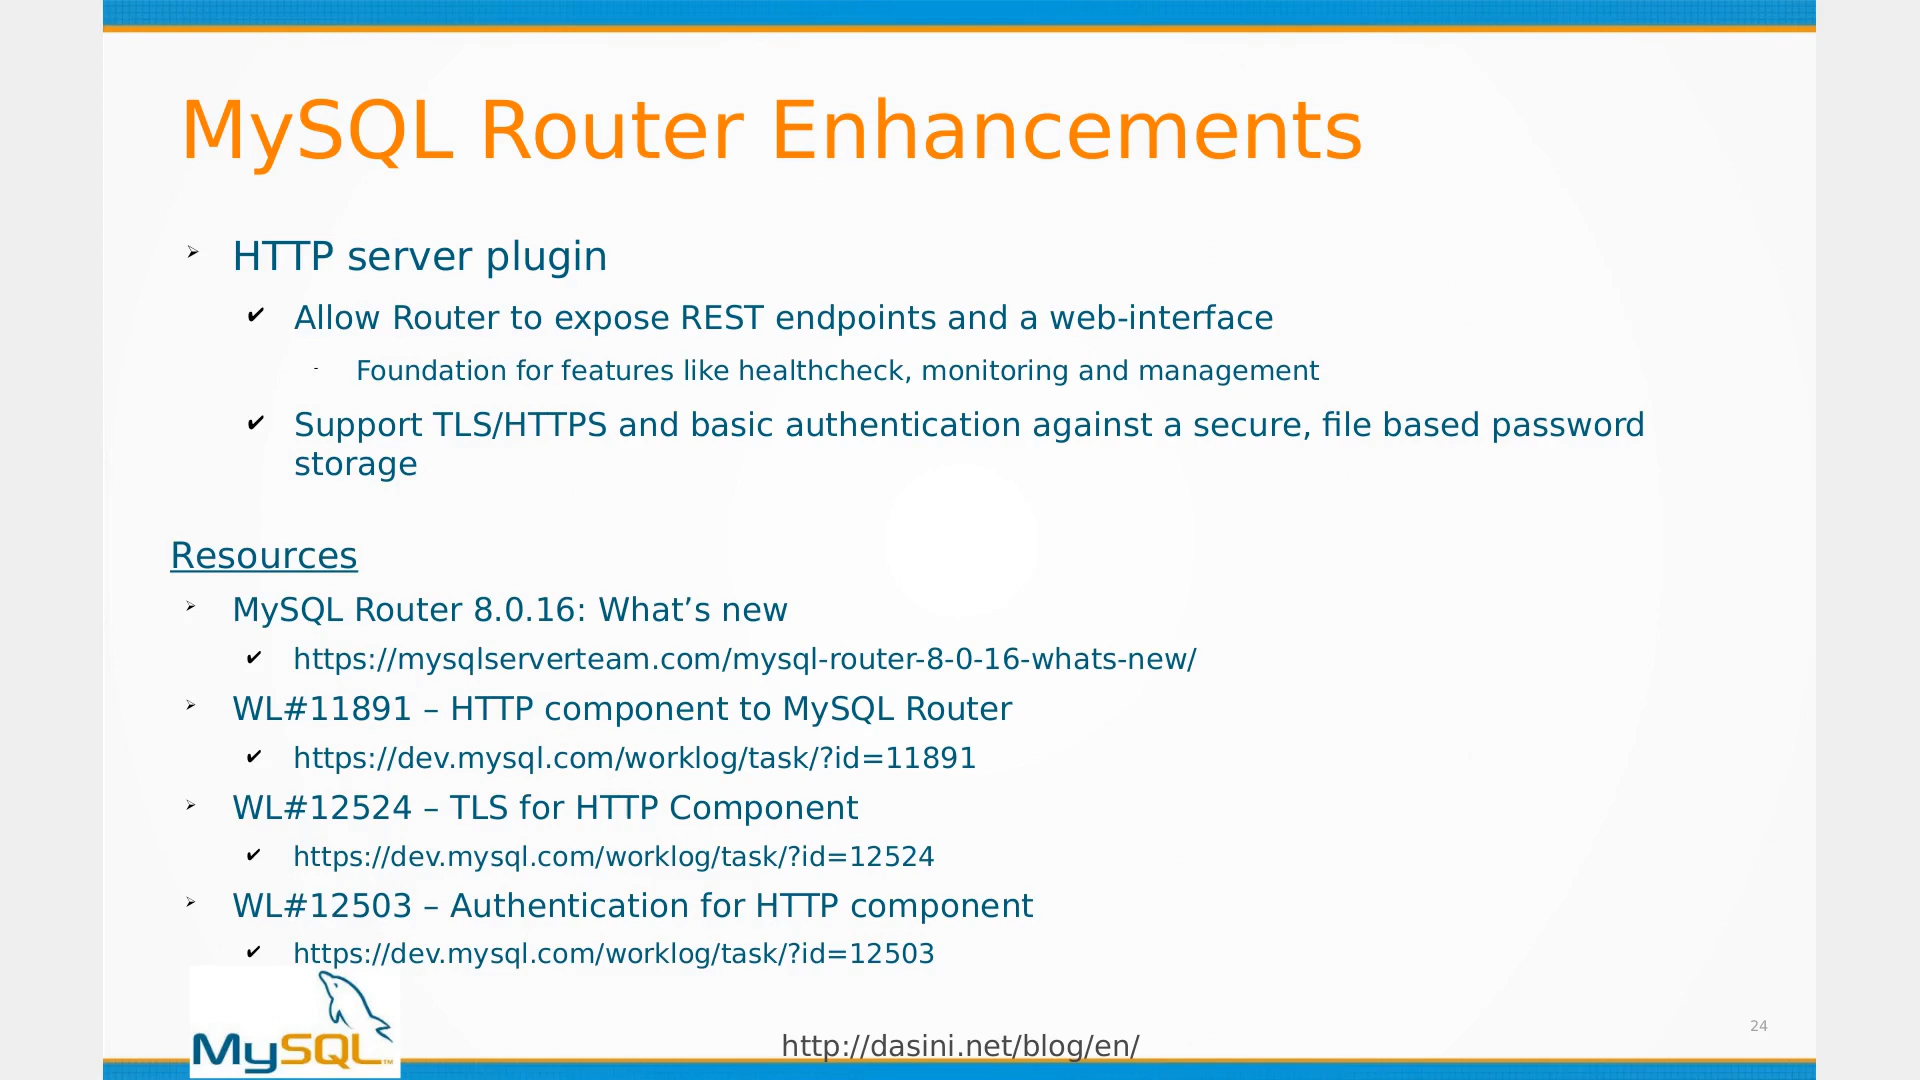 MySQL Router Enhancements
➢ HTTP server plugin
✔ Allow Router to expose REST endpoints and a web-interface
- Foundation for features like healthcheck, monitoring and management
✔ Support TLS/HTTPS and basic authentication against a secure, file based password
storage
Resources
➢ MySQL Router 8.0.16: What’s new
✔ https://mysqlserverteam.com/mysql-router-8-0-16-whats-new/
➢ WL#11891 – HTTP component to MySQL Router
✔ https://dev.mysql.com/worklog/task/?id=11891
➢ WL#12524 – TLS for HTTP Component
✔ https://dev.mysql.com/worklog/task/?id=12524
➢ WL#12503 – Authentication for HTTP component
✔ https://dev.mysql.com/worklog/task/?id=12503
MySQL™
http://dasini.net/blog/en/
24